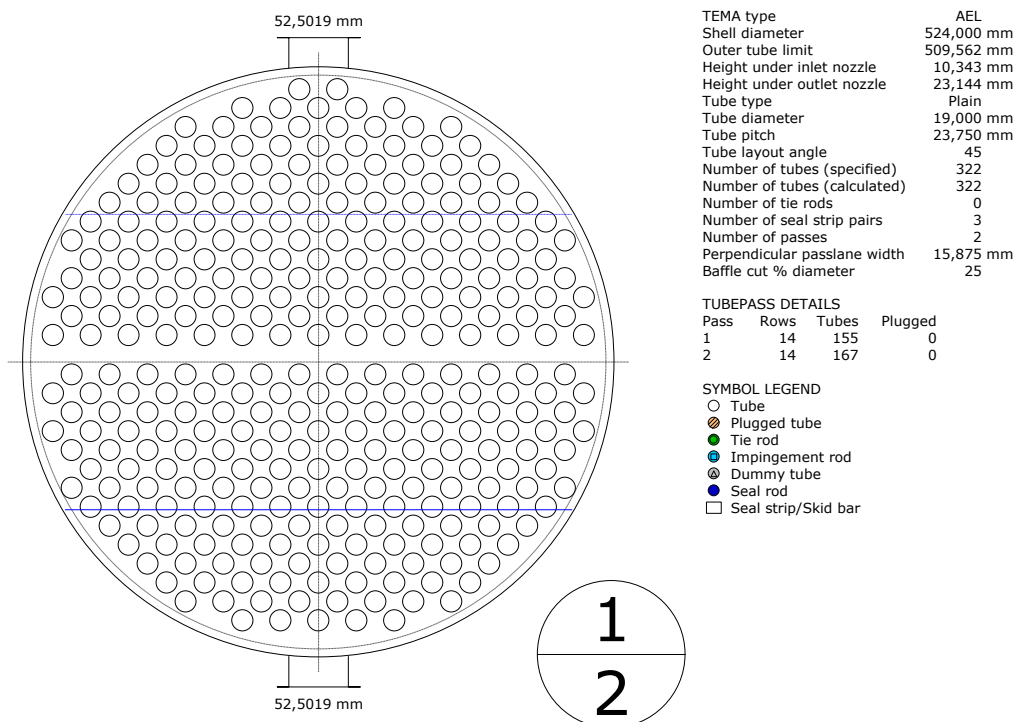 52,5019 mm
TEMA type AEL
Shell diameter 524,000 mm
Outer tube limit 509,562 mm
Height under inlet nozzle 10,343 mm
Height under outlet nozzle 23,144 mm
Tube type Plain
Tube diameter 19,000 mm
Tube pitch 23,750 mm
Tube layout angle 45
Number of tubes (specified) 322
Number of tubes (calculated) 322
Number of tie rods 0
Number of seal strip pairs 3
Number of passes 2
Perpendicular passlane width 15,875 mm
Baffle cut % diameter 25
TUBEPASS DETAILS
Pass Rows Tubes Plugged
1 14 155 0
2 14 167 0
SYMBOL LEGEND
Tube
Plugged tube
Tie rod
Impingement rod
Dummy tube
Seal rod
Seal strip/Skid bar
1
2
52,5019 mm